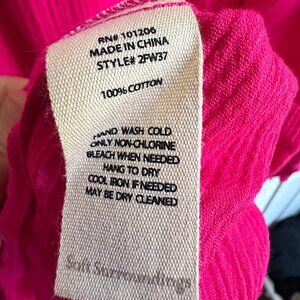 RN# 101206
MADE IN CHINA
STYLE# 2FW37
100% COTTON
HAND WASH COLD
ONLY NON-CHLORINE
BLEACH WHEN NEEDED
HANG TO DRY
COOL IRON IF NEEDED
MAY BE DRY CLEANED
Soft Surroundings